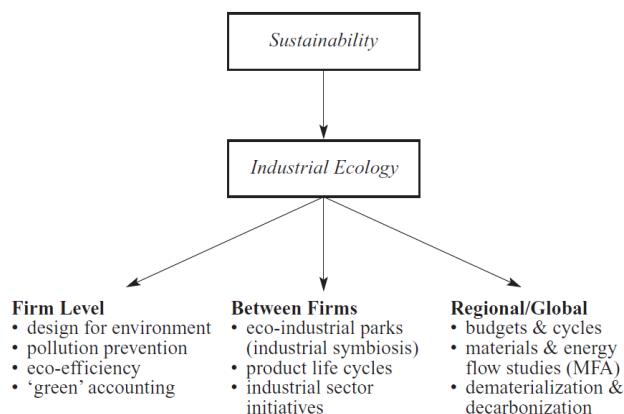 Sustainability
Industrial Ecology
Firm Level
• design for environment
• pollution prevention
• eco-efficiency
• ‘green’ accounting
Between Firms
• eco-industrial parks
(industrial symbiosis)
• product life cycles
• industrial sector
initiatives
Regional/Global
• budgets & cycles
• materials & energy
flow studies (MFA)
• dematerialization &
decarbonization